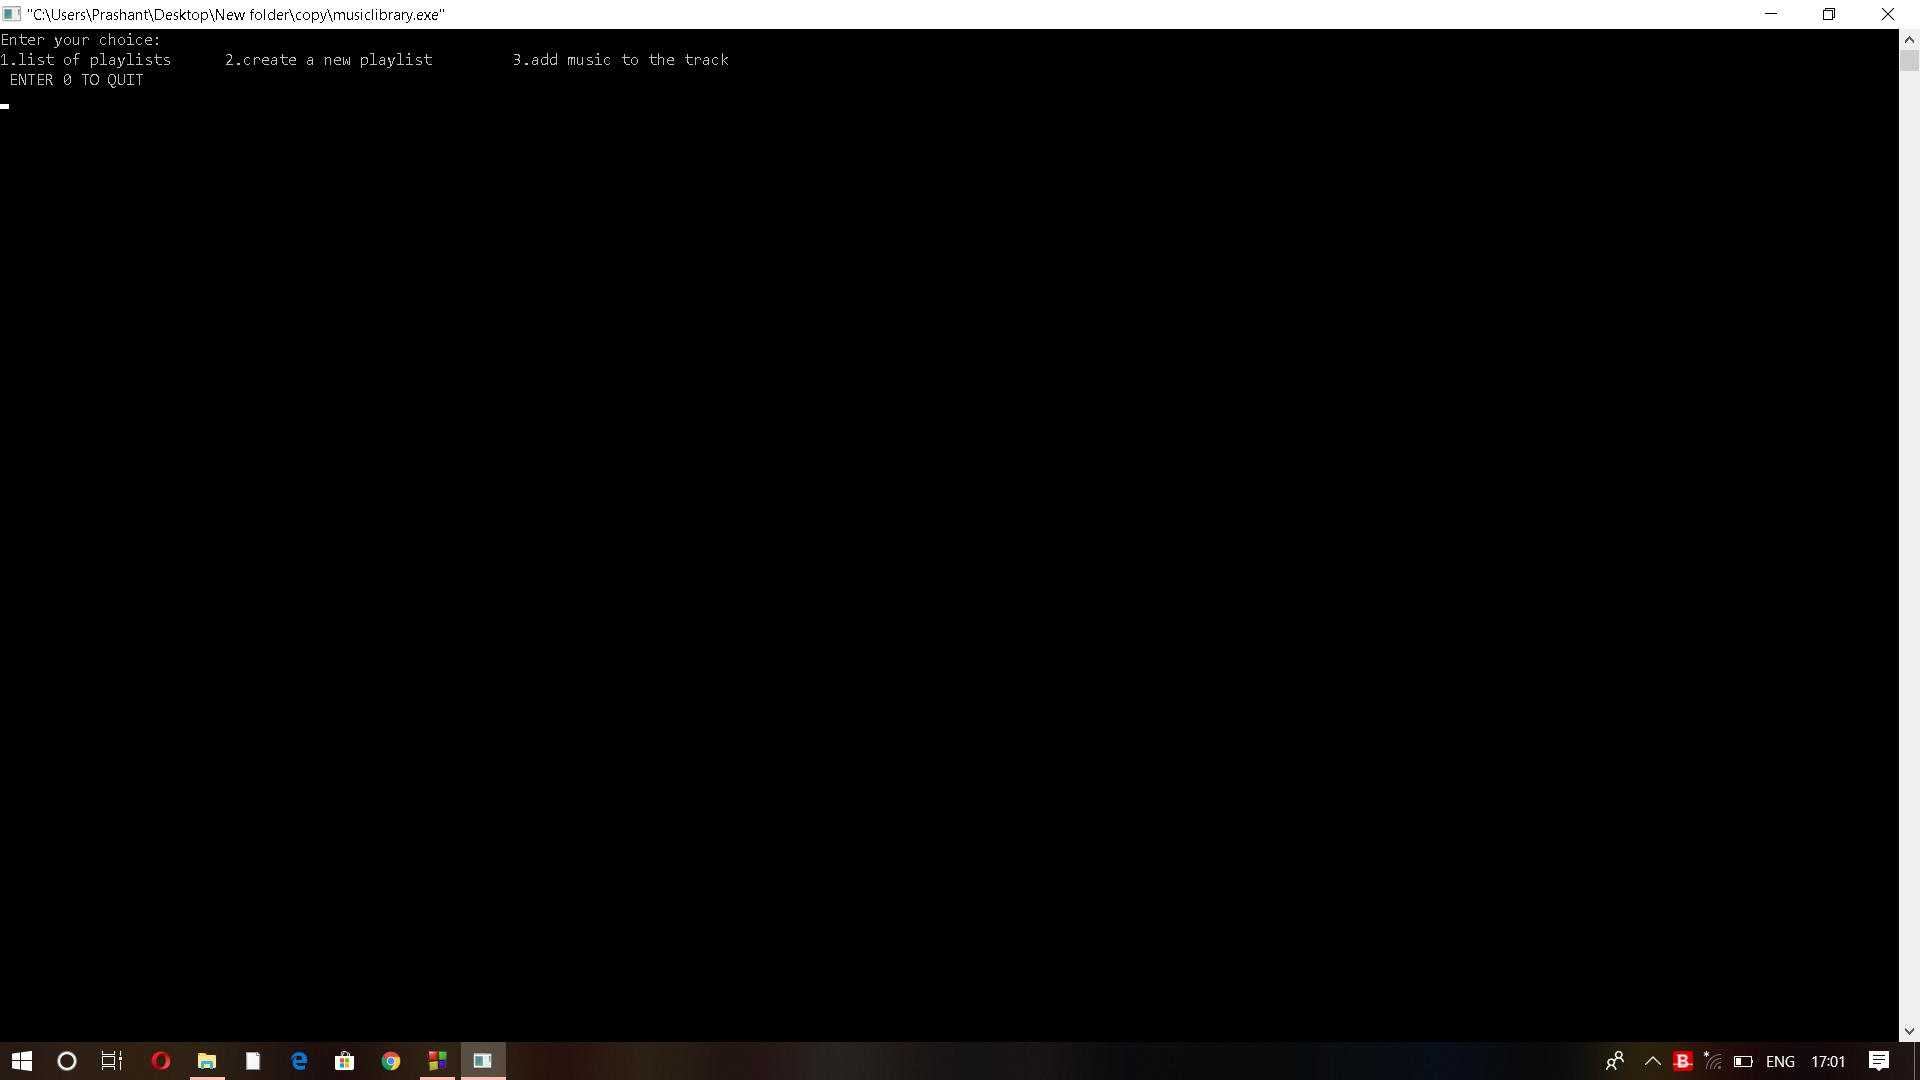 "C:\Users\Prashant\Desktop\New folder\copy\musiclibrary.exe"
Enter your choice:
1.list of playlists      2.create a new playlist         3.add music to the track
 ENTER 0 TO QUIT
B ENG 17:01